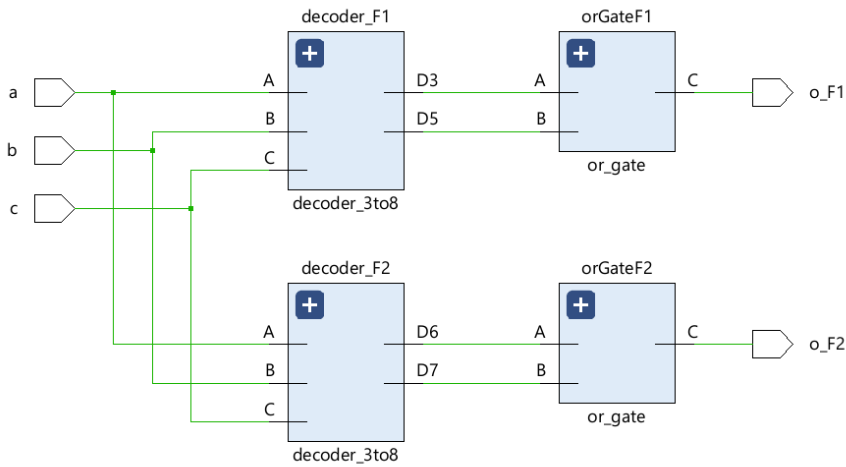 decoder_F1
orGateF1
a
A
D3
A
C
o_F1
B
D5
B
b
C
or_gate
c
decoder_3to8
decoder_F2
orGateF2
A
D6
A
C
o_F2
B
D7
B
C
or_gate
decoder_3to8